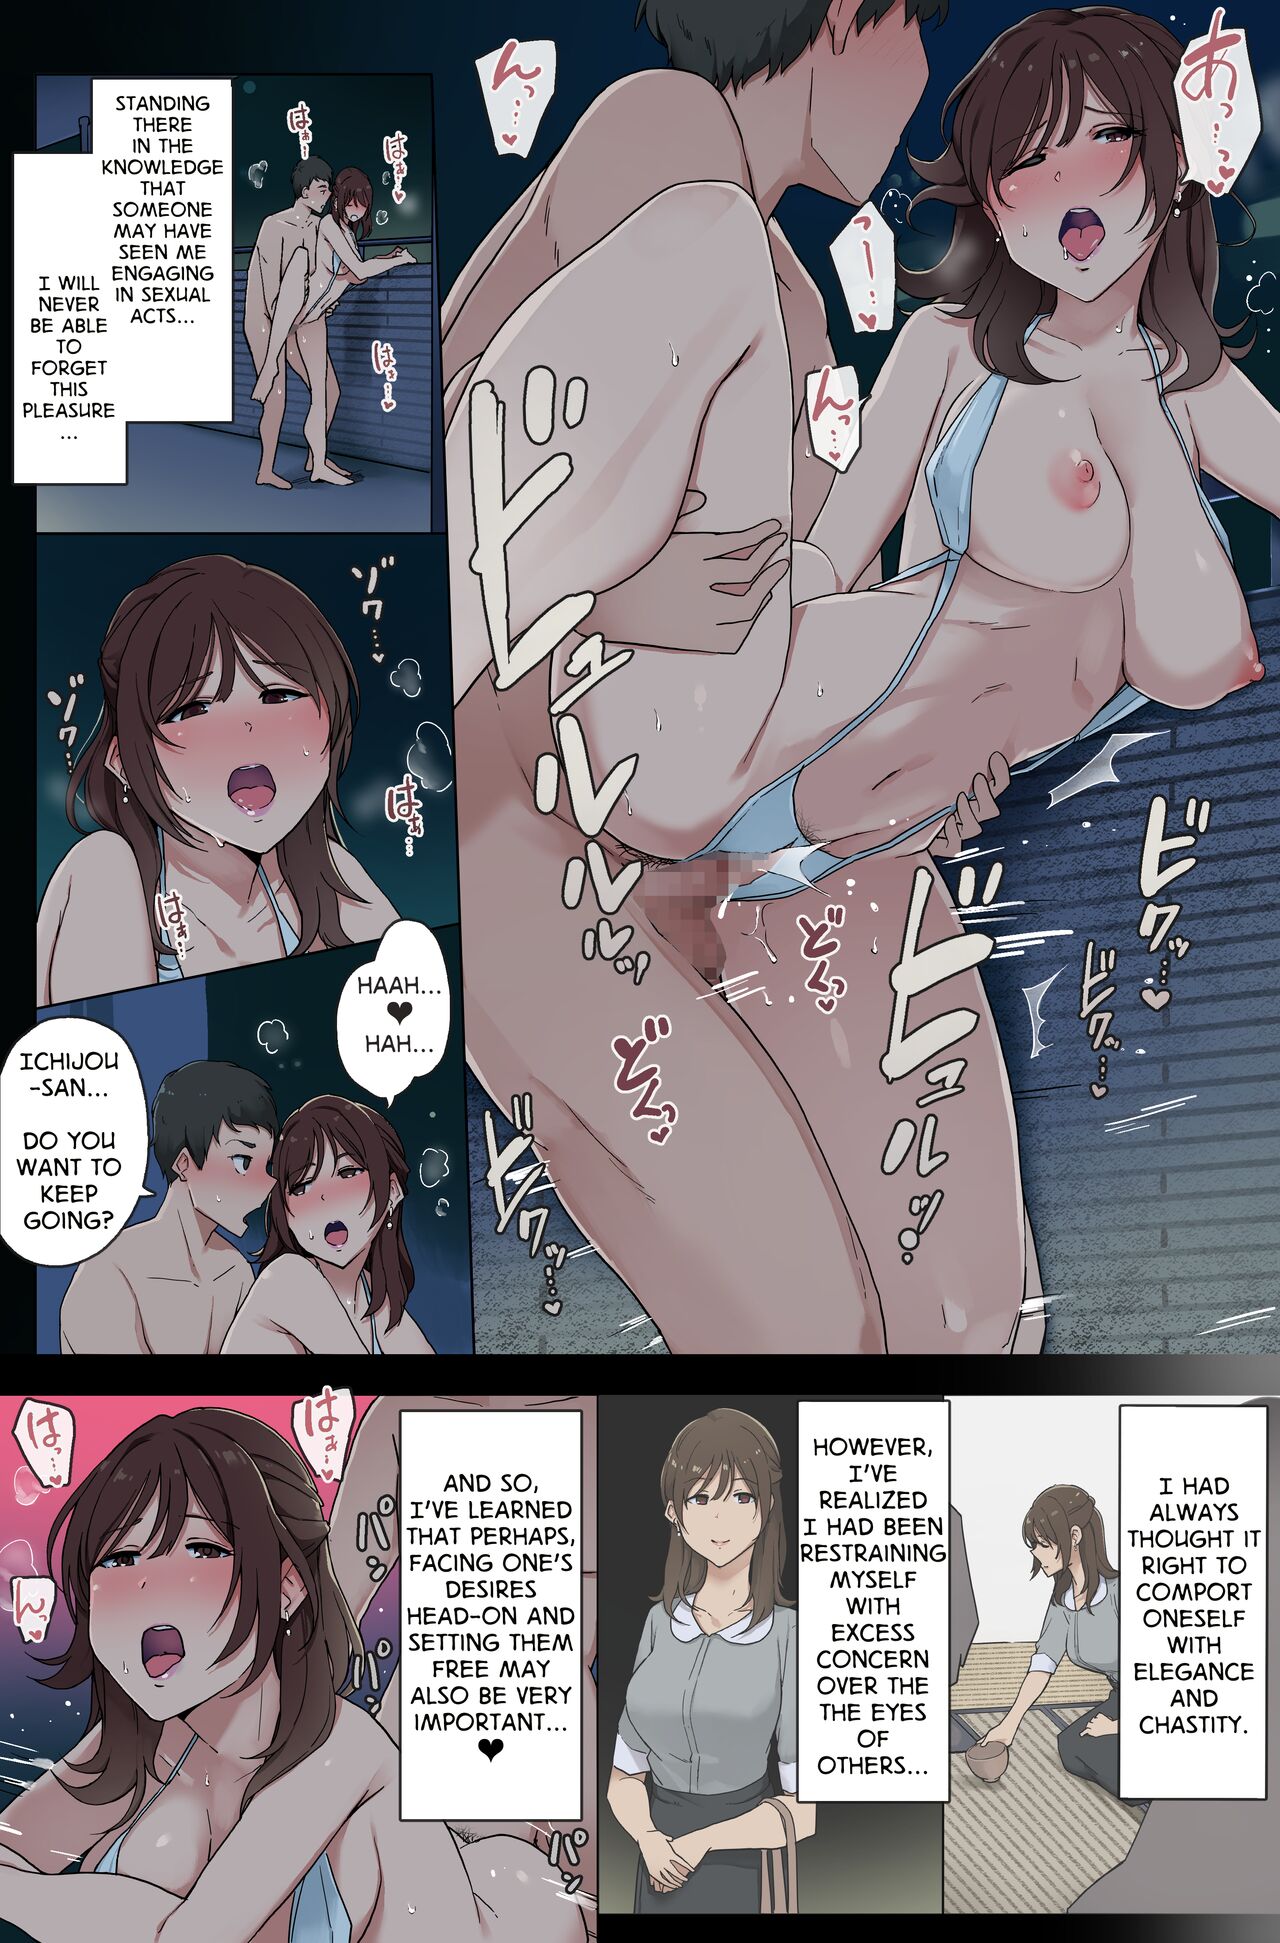 あ
っ
…
♡
ん
っ
…
♡
っ
ー
…
♡
ん
っ
…
♡
ドビュルルルルッ
ドビュルルッ
ビクッ…♡
ビクッ…♡
どくっ♡
どくっ♡
ビクッ…
STANDING
THERE
IN THE
KNOWLEDGE
THAT
SOMEONE
MAY HAVE
SEEN ME
ENGAGING
IN SEXUAL
ACTS...
はぁ…
はぁ…♡
はぁ…♡
I WILL
NEVER
BE ABLE
TO
FORGET
THIS
PLEASURE
...
ゾクッ…♡
ゾクッ…
はぁ…
はぁ…
HAAH...
❤
HAH...
ICHIJOU
-SAN...
DO YOU
WANT TO
KEEP
GOING?
I HAD
ALWAYS
THOUGHT IT
RIGHT TO
COMPORT
ONESELF
WITH
ELEGANCE
AND
CHASTITY.
HOWEVER,
I'VE
REALIZED
I HAD BEEN
RESTRAINING
MYSELF
WITH
EXCESS
CONCERN
OVER THE
THE EYES
OF
OTHERS...
AND SO,
I'VE LEARNED
THAT PERHAPS,
FACING ONE'S
DESIRES
HEAD-ON AND
SETTING THEM
FREE MAY
ALSO BE VERY
IMPORTANT...
❤
はぁ…♡
はっ…♡
んっ…♡
パンッ
パンッ